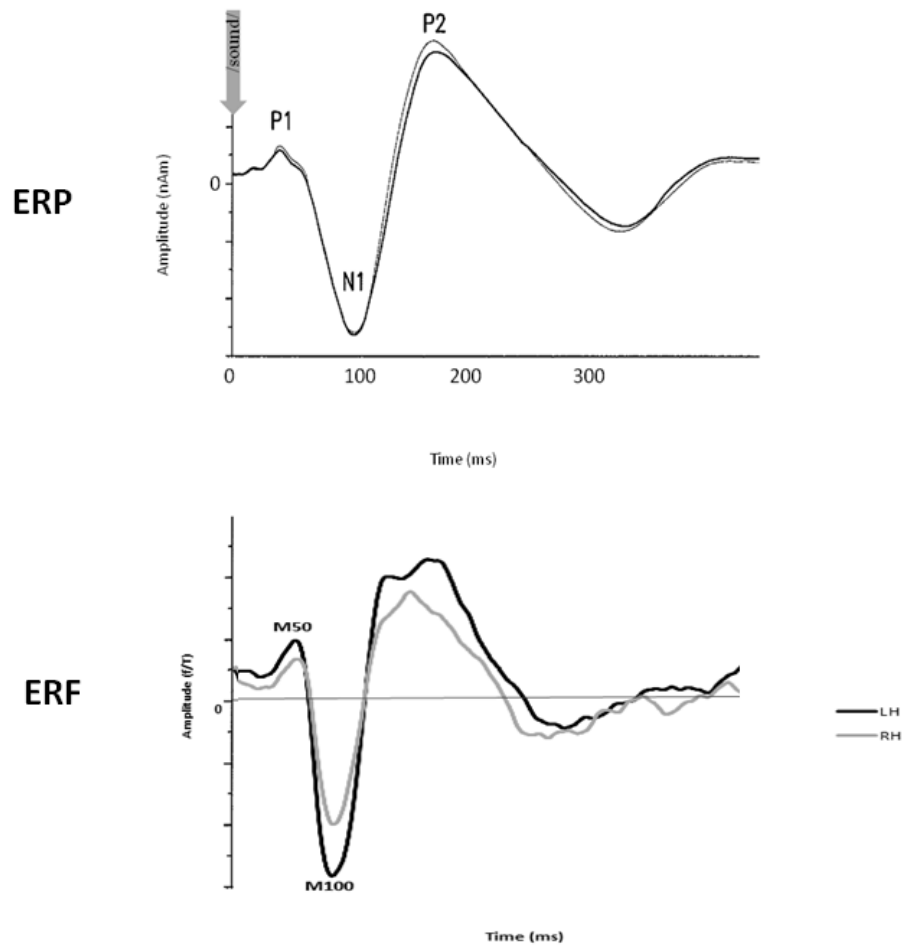 /sound/
P2
P1
Amplitude (nAm)
0
ERP
N1
0 100 200 300
Time (ms)
M50
Amplitude (f/T)
ERF
0
LH
RH
M100
Time (ms)